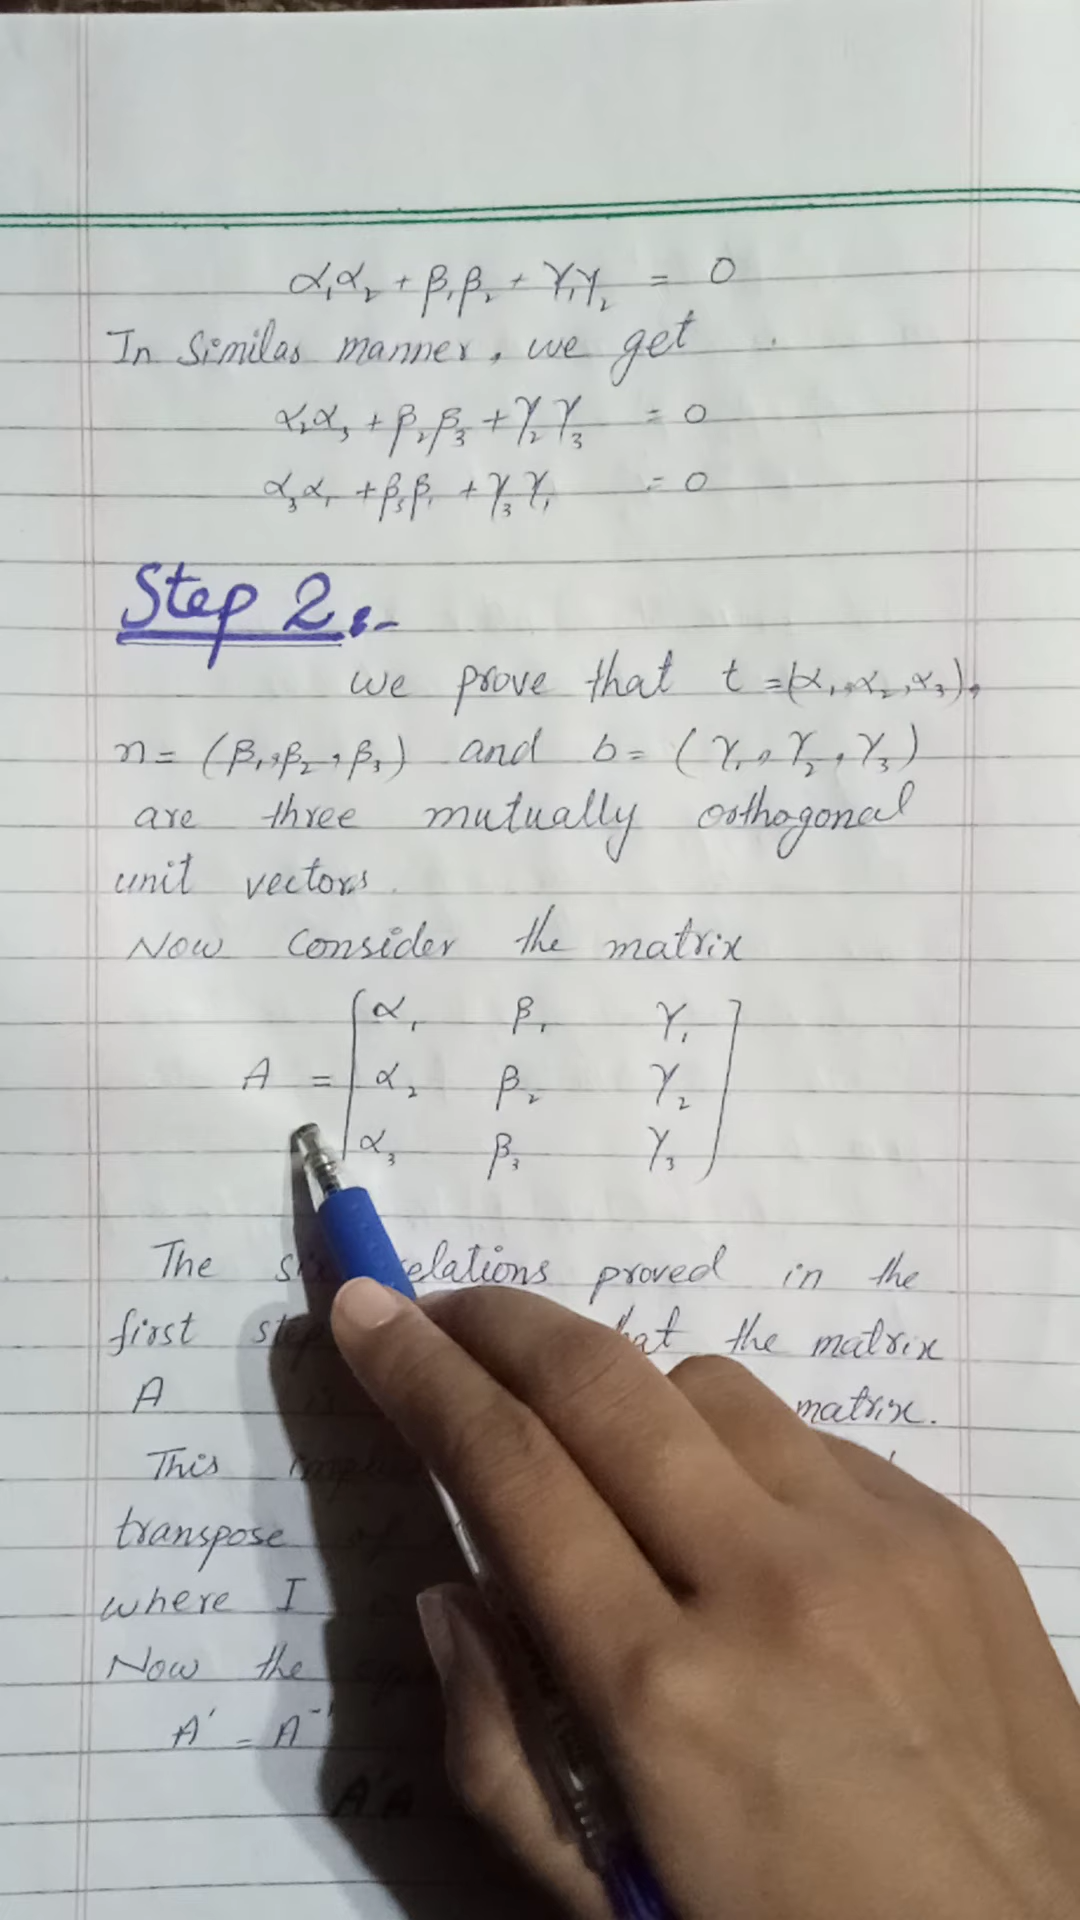 α₁α₂ + β₁β₂ + γ₁γ₂ = 0
In Similar manner, we get
α₂α₃ + β₂β₃ + γ₂γ₃ = 0
α₃α₁ + β₃β₁ + γ₃γ₁ = 0
Step 2:-
we prove that t = (α₁, α₂, α₃),
n = (β₁, β₂, β₃) and b = (γ₁, γ₂, γ₃)
are three mutually orthogonal
unit vectors.
Now Consider the matrix
A = [α₁ β₁ γ₁
α₂ β₂ γ₂
α₃ β₃ γ₃]
The relations proved in the
first the matrix
A is matrix.
This
transpose
where I
Now the
A' = A⁻¹
A'A